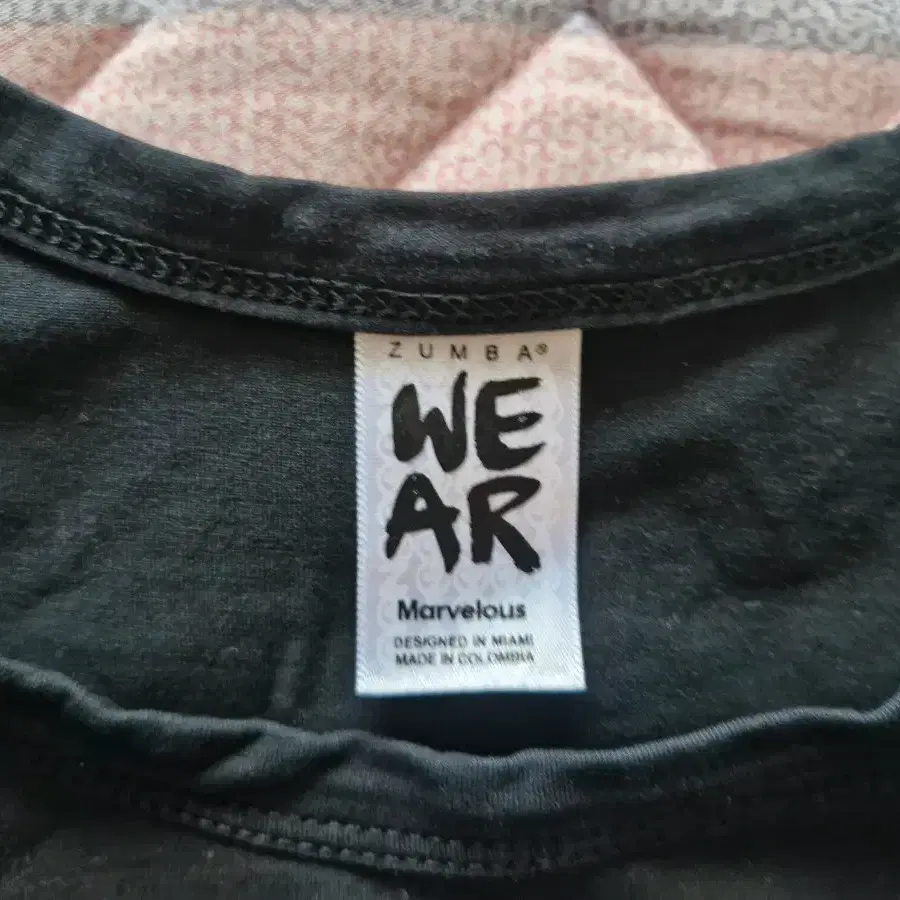 ZUMBA®
WE
AR
Marvelous
DESIGNED IN MIAMI
MADE IN COLOMBIA